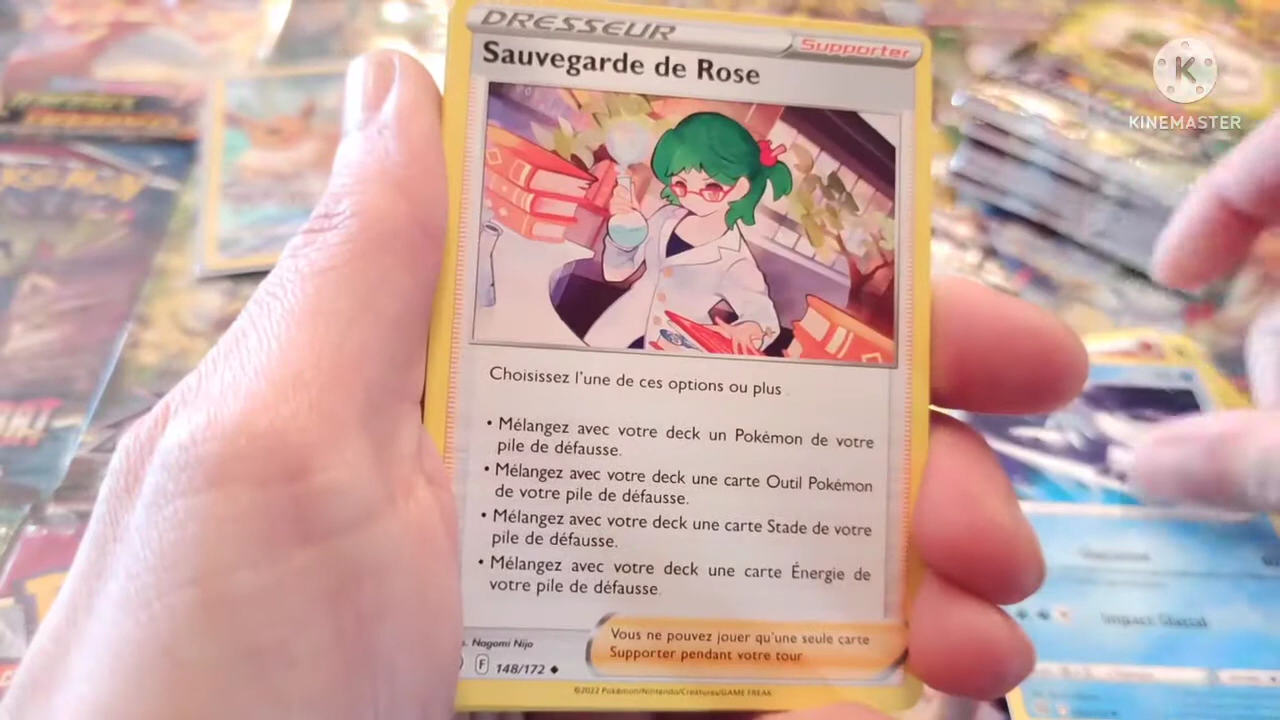 DRESSEUR
Supporter
Sauvegarde de Rose
K
KINEMASTER
Choisissez l'une de ces options ou plus
• Mélangez avec votre deck un Pokémon de votre
pile de défausse.
• Mélangez avec votre deck une carte Outil Pokémon
de votre pile de défausse.
• Mélangez avec votre deck une carte Stade de votre
pile de défausse.
• Mélangez avec votre deck une carte Énergie de
votre pile de défausse.
Vous ne pouvez jouer qu'une seule carte
Supporter pendant votre tour
s. Nagomi Nijo
F 148/172
©2022 Pokémon/Nintendo/Creatures/GAME FREAK
Impact Glacial